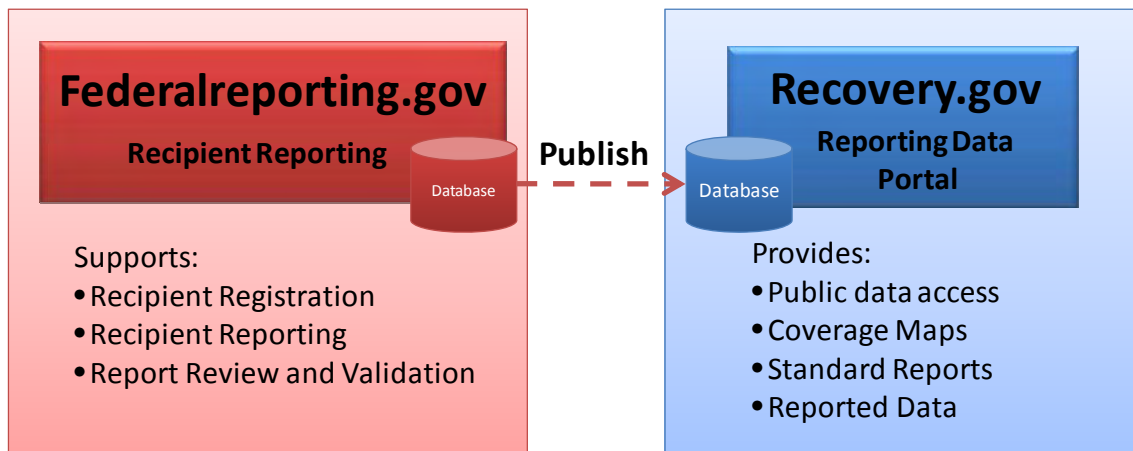 Federalreporting.gov
Recipient Reporting
Database
Supports:
•Recipient Registration
•Recipient Reporting
•Report Review and Validation
Publish
Recovery.gov
Reporting Data
Portal
Database
Provides:
•Public data access
•Coverage Maps
•Standard Reports
•Reported Data